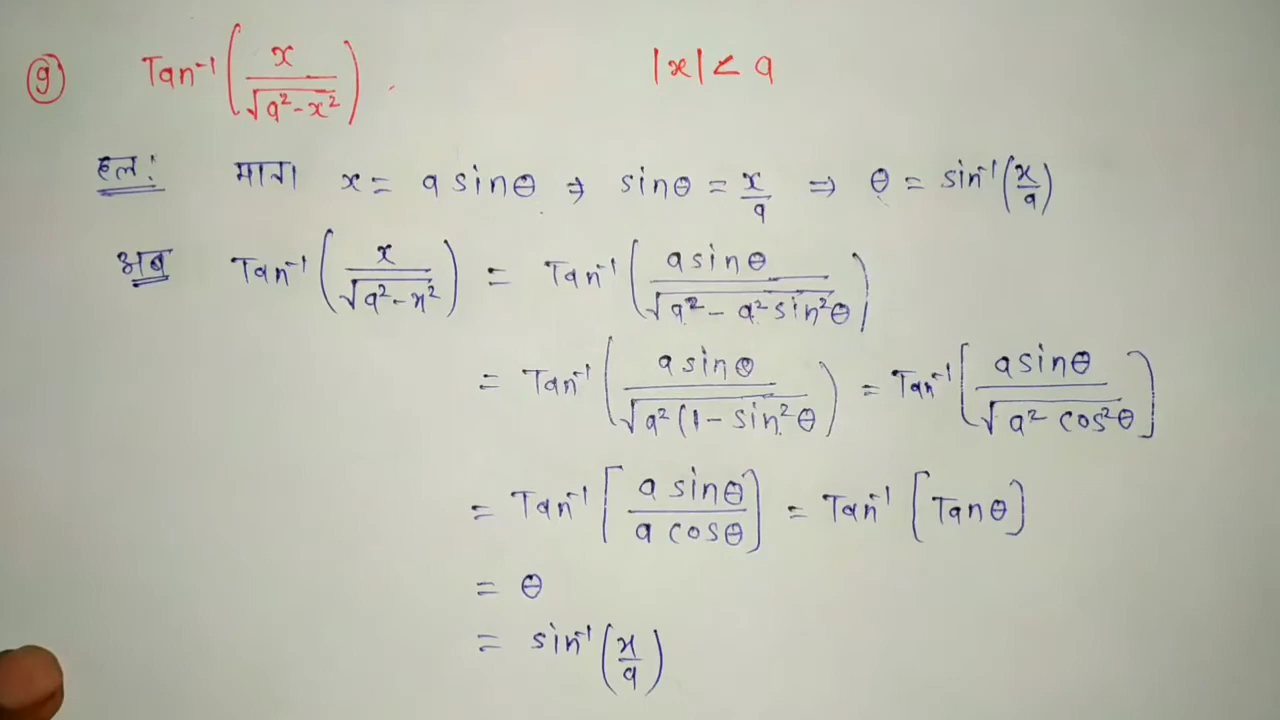 9 Tan⁻¹(x/√(a²-x²)) . |x| < a
हल: माना x = a sinθ ⇒ sinθ = x/a ⇒ θ = sin⁻¹(x/a)
अब Tan⁻¹(x/√(a²-x²)) = Tan⁻¹(a sinθ/√(a²-a²sin²θ))
= Tan⁻¹(a sinθ/√(a²(1-sin²θ)) = Tan⁻¹[a sinθ/√(a² cos²θ)]
= Tan⁻¹[a sinθ/a cosθ] = Tan⁻¹[Tanθ]
= θ
= sin⁻¹(x/a)